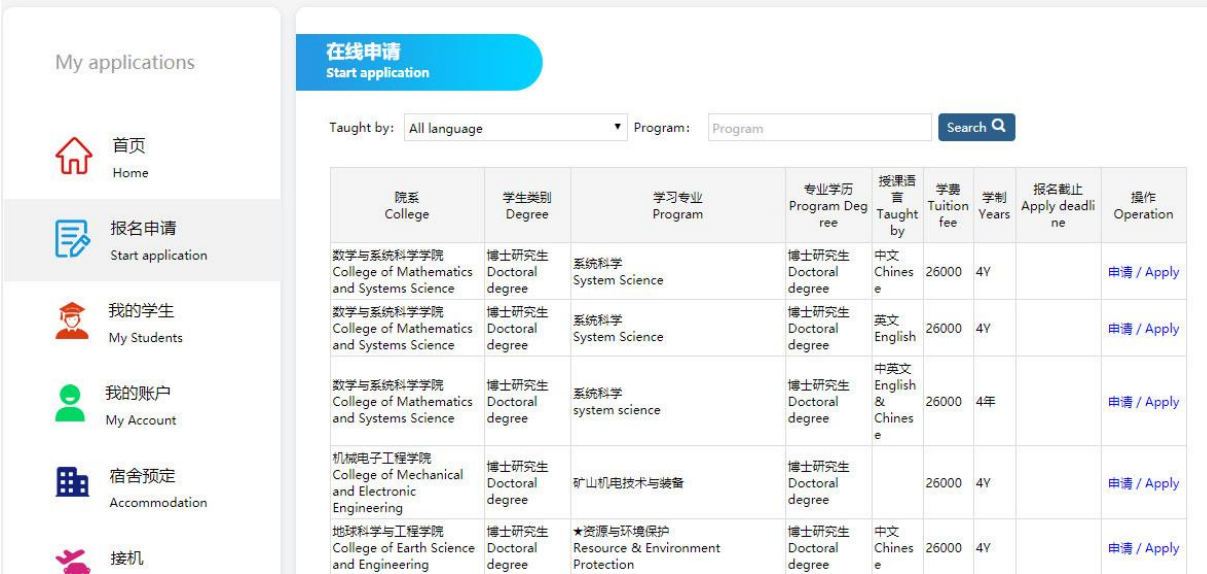 My applications
首页
Home
报名申请
Start application
我的学生
My Students
我的账户
My Account
宿舍预定
Accommodation
接机
在线申请
Start application
Taught by: All language ▼ Program: Program Search
院系
College
学生类别
Degree
学习专业
Program
专业学历
Program Deg
ree
授课语
言
Taught
by
学费
Tuition
fee
学制
Years
报名截止
Apply deadli
ne
操作
Operation
数学与系统科学学院
College of Mathematics
and Systems Science
博士研究生
Doctoral
degree
系统科学
System Science
博士研究生
Doctoral
degree
中文
Chines
e
26000
4Y
申请 / Apply
数学与系统科学学院
College of Mathematics
and Systems Science
博士研究生
Doctoral
degree
系统科学
System Science
博士研究生
Doctoral
degree
英文
English
26000
4Y
申请 / Apply
数学与系统科学学院
College of Mathematics
and Systems Science
博士研究生
Doctoral
degree
系统科学
system science
博士研究生
Doctoral
degree
中英文
English
&
Chines
e
26000
4年
申请 / Apply
机械电子工程学院
College of Mechanical
and Electronic
Engineering
博士研究生
Doctoral
degree
矿山机电技术与装备
博士研究生
Doctoral
degree
26000
4Y
申请 / Apply
地球科学与工程学院
College of Earth Science
and Engineering
博士研究生
Doctoral
degree
★资源与环境保护
Resource & Environment
Protection
博士研究生
Doctoral
degree
中文
Chines
e
26000
4Y
申请 / Apply